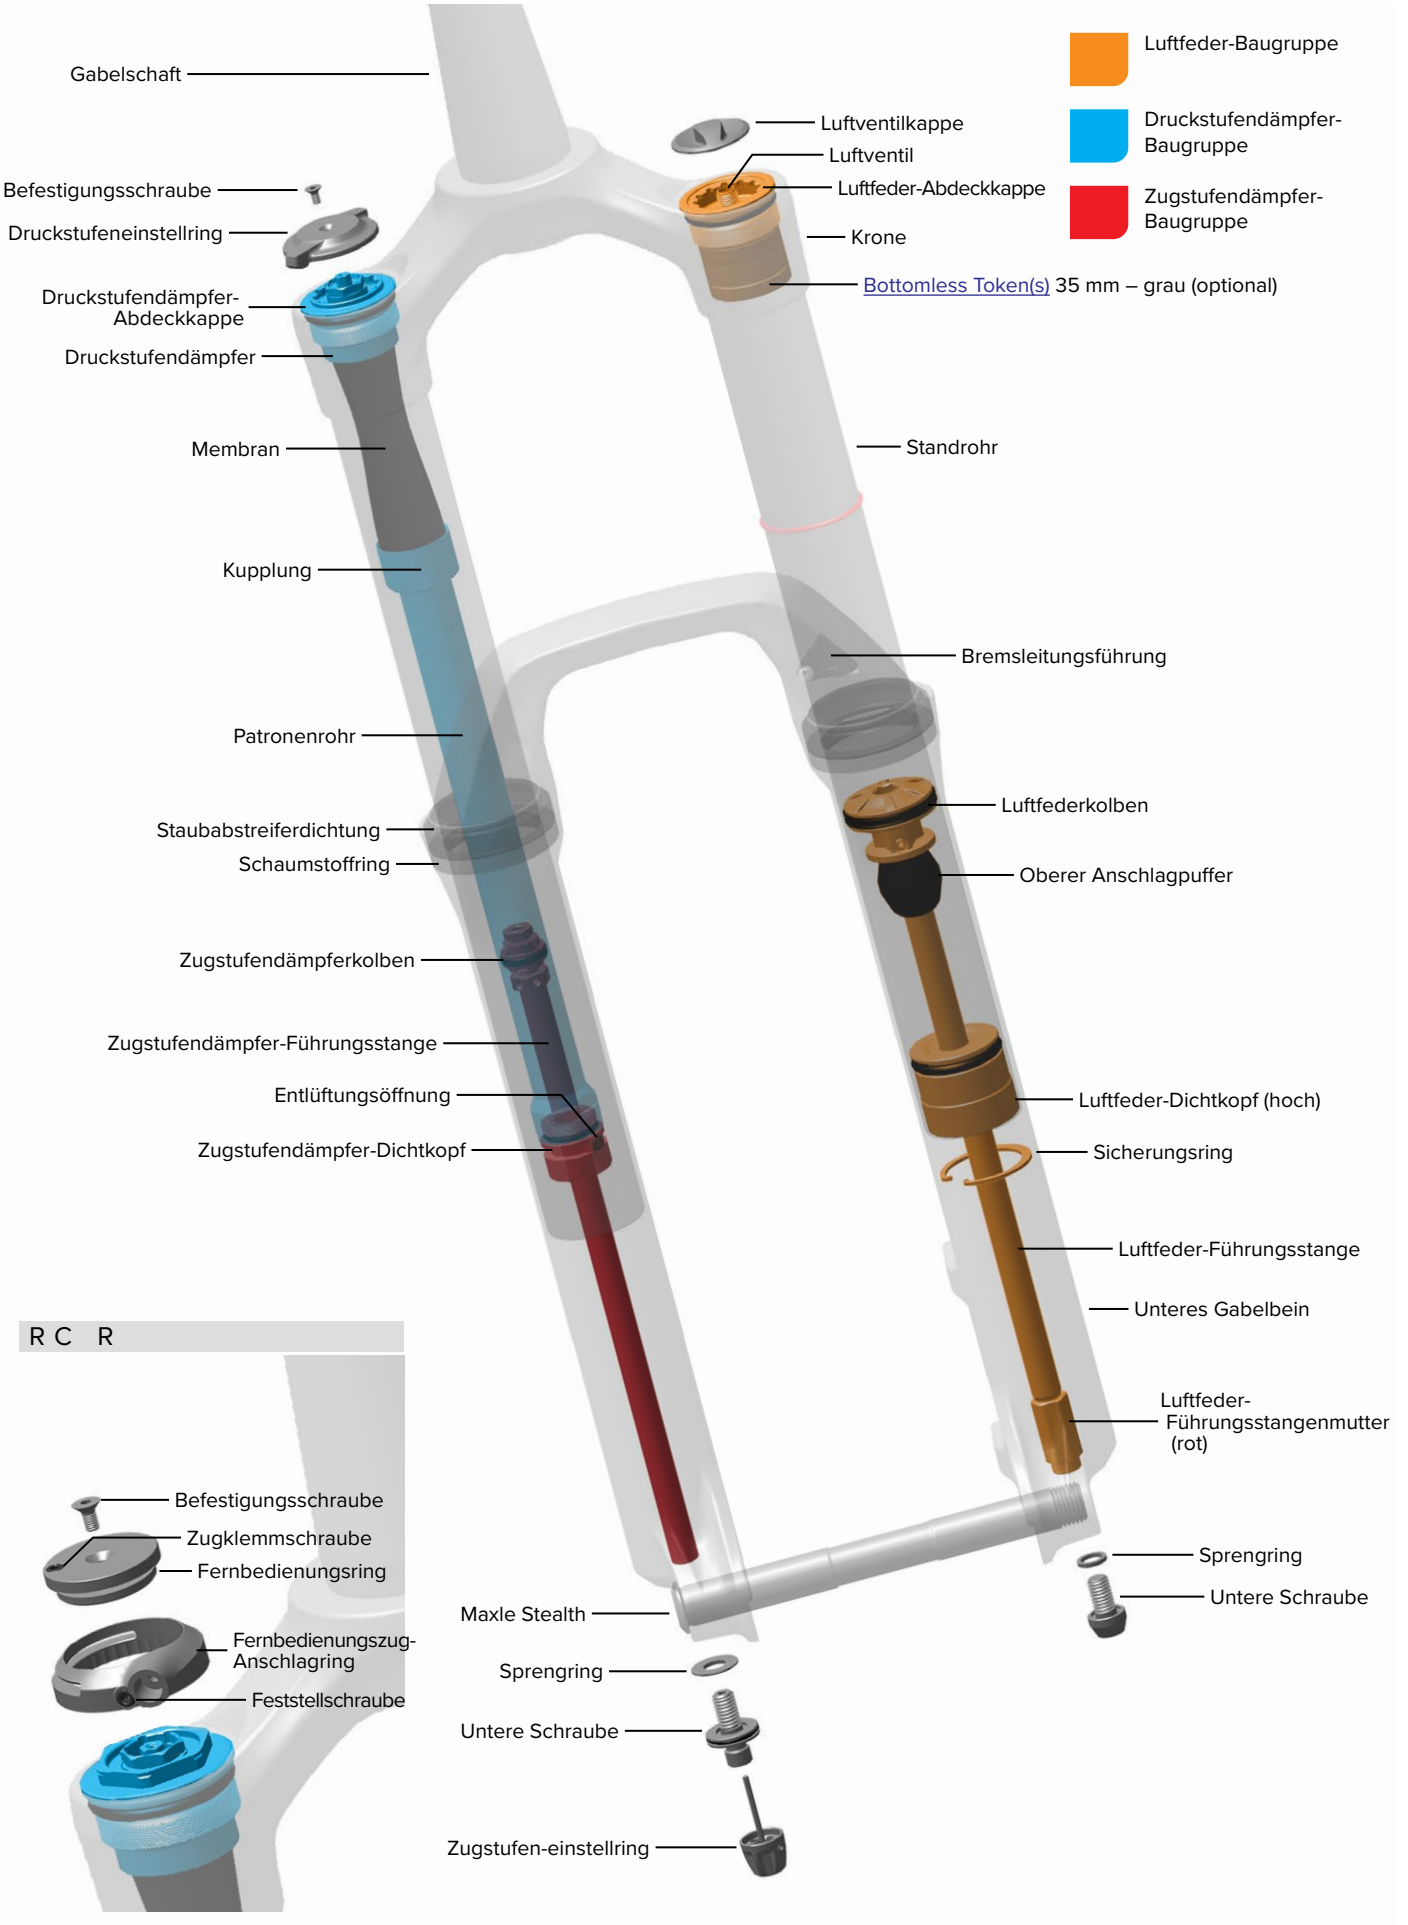 Gabelschaft
Befestigungsschraube
Druckstufeneinstellring
Druckstufendämpfer-
Abdeckkappe
Druckstufendämpfer
Membran
Kupplung
Patronenrohr
Staubabstreiferdichtung
Schaumstoffring
Zugstufendämpferkolben
Zugstufendämpfer-Führungsstange
Entlüftungsöffnung
Zugstufendämpfer-Dichtkopf
Luftfeder-Baugruppe
Druckstufendämpfer-
Baugruppe
Zugstufendämpfer-
Baugruppe
Luftventilkappe
Luftventil
Luftfeder-Abdeckkappe
Krone
Bottomless Token(s) 35 mm – grau (optional)
Standrohr
Bremsleitungsführung
Luftfederkolben
Oberer Anschlagpuffer
Luftfeder-Dichtkopf (hoch)
Sicherungsring
Luftfeder-Führungsstange
Unteres Gabelbein
Luftfeder-
Führungsstangenmutter
(rot)
Sprengring
Untere Schraube
Maxle Stealth
Sprengring
Untere Schraube
Zugstufen-einstellring
RC R
Befestigungsschraube
Zugklemmschraube
Fernbedienungsring
Fernbedienungszug-
Anschlagring
Feststellschraube